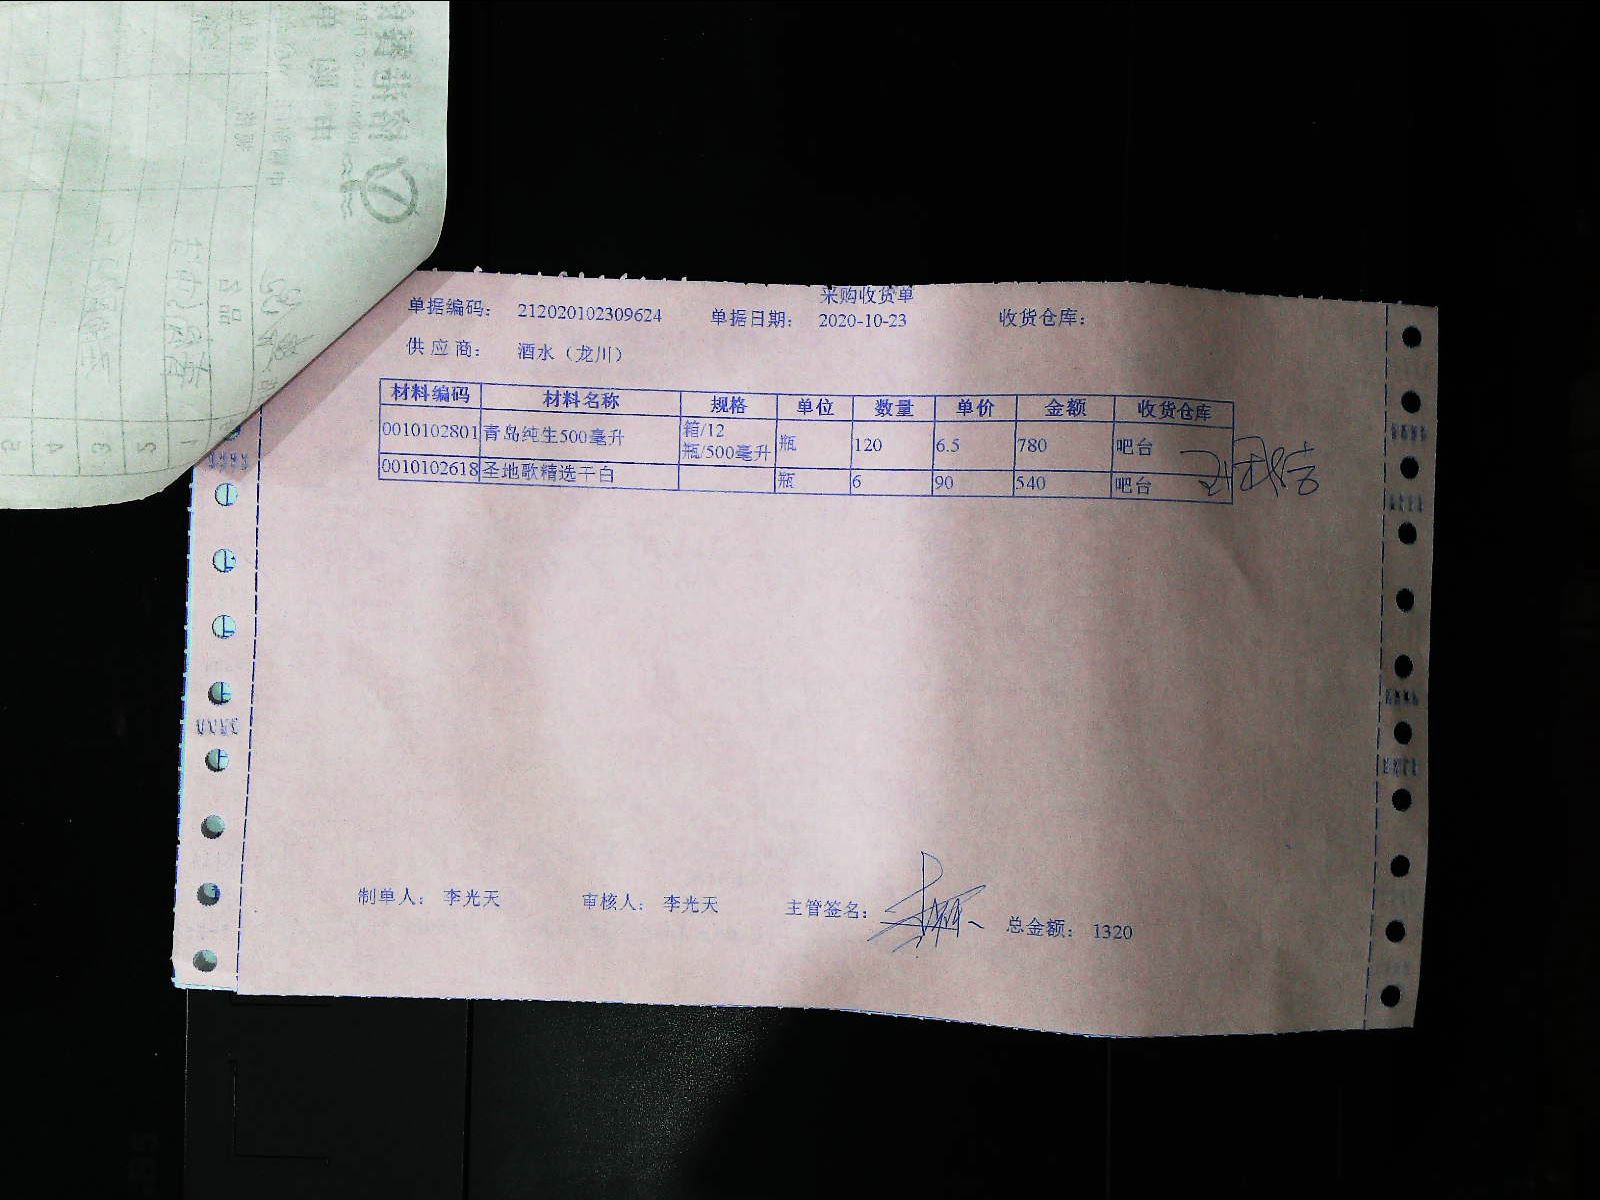 采购收货单
单据编码： 212020102309624 单据日期： 2020-10-23 收货仓库：
供 应 商： 酒水（龙川）
材料编码 材料名称 规格 单位 数量 单价 金额 收货仓库
0010102801 青岛纯生500毫升 箱/12瓶/500毫升 瓶 120 6.5 780 吧台
0010102618 圣地歌精选干白 瓶 6 90 540 吧台
制单人： 李光天 审核人： 李光天 主管签名： 总金额： 1320